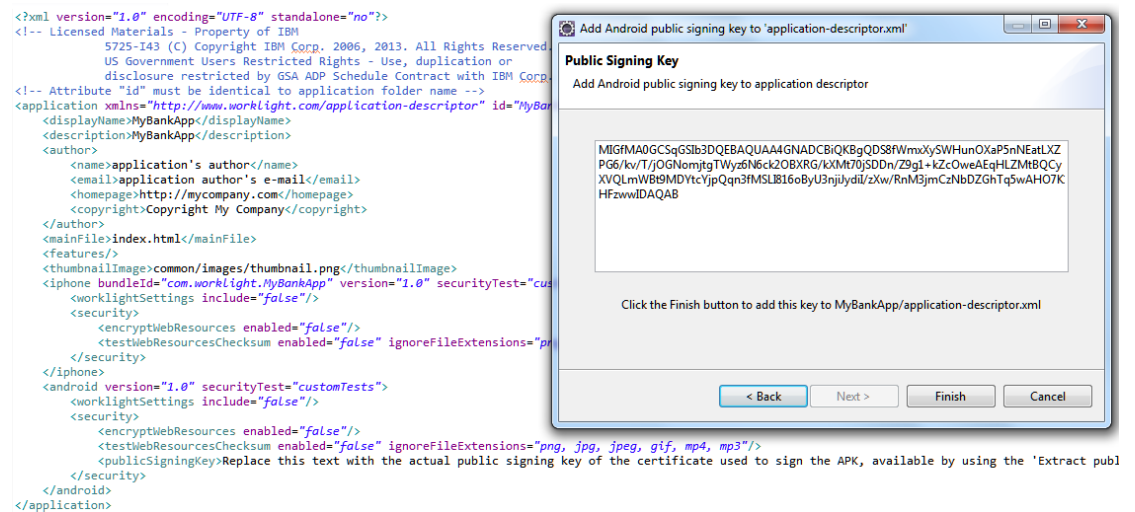 <?xml version="1.0" encoding="UTF-8" standalone="no"?>
<!-- Licensed Materials - Property of IBM
5725-I43 (C) Copyright IBM Corp. 2006, 2013. All Rights Reserved.
US Government Users Restricted Rights - Use, duplication or
disclosure restricted by GSA ADP Schedule Contract with IBM Corp.
<!-- Attribute "id" must be identical to application folder name -->
<application xmlns="http://www.worklight.com/application-descriptor" id="MyBan
<displayName>MyBankApp</displayName>
<description>MyBankApp</description>
<author>
<name>application's author</name>
<email>application author's e-mail</email>
<homepage>http://mycompany.com</homepage>
<copyright>Copyright My Company</copyright>
</author>
<mainFile>index.html</mainFile>
<features/>
<thumbnailImage>common/images/thumbnail.png</thumbnailImage>
<iphone bundleId="com.worklight.MyBankApp" version="1.0" securityTest="cus
<worklightSettings include="false"/>
<security>
<encryptWebResources enabled="false"/>
<testWebResourcesChecksum enabled="false" ignoreFileExtensions="pn
</security>
</iphone>
<android version="1.0" securityTest="customTests">
<worklightSettings include="false"/>
<security>
<encryptWebResources enabled="false"/>
<testWebResourcesChecksum enabled="false" ignoreFileExtensions="png, jpg, jpeg, gif, mp4, mp3"/>
<publicSigningKey>Replace this text with the actual public signing key of the certificate used to sign the APK, available by using the 'Extract publ
</security>
</android>
</application>
Add Android public signing key to 'application-descriptor.xml'
Public Signing Key
Add Android public signing key to application descriptor
MIGfMA0GCSqGSIb3DQEBAQUAA4GNADCBiQKBgQDS8fWmxXySWHunOXaP5nNEatLXZ
PG6/kv/T/jOGNomjtgTWyz6N6ck2OBXRG/kXMt70jSDDn/Z9g1+kZcOweAEqHLZMtBQCy
XVQLmWBt9MDYtcYjpQqn3fMSLI816oByU3njiJydiI/zXw/RnM3jmCzNbDZGhTq5wAHO7K
HFzwwIDAQAB
Click the Finish button to add this key to MyBankApp/application-descriptor.xml
< Back
Next >
Finish
Cancel